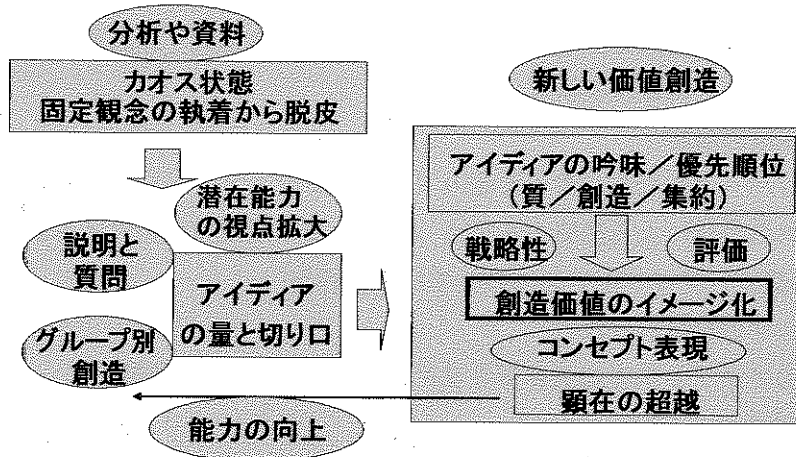 分析や資料
カオス状態
固定観念の執着から脱皮
潜在能力
の視点拡大
説明と
質問
アイディア
の量と切り口
グループ別
創造
新しい価値創造
アイディアの吟味／優先順位
（質／創造／集約）
戦略性
評価
創造価値のイメージ化
コンセプト表現
顕在の超越
能力の向上